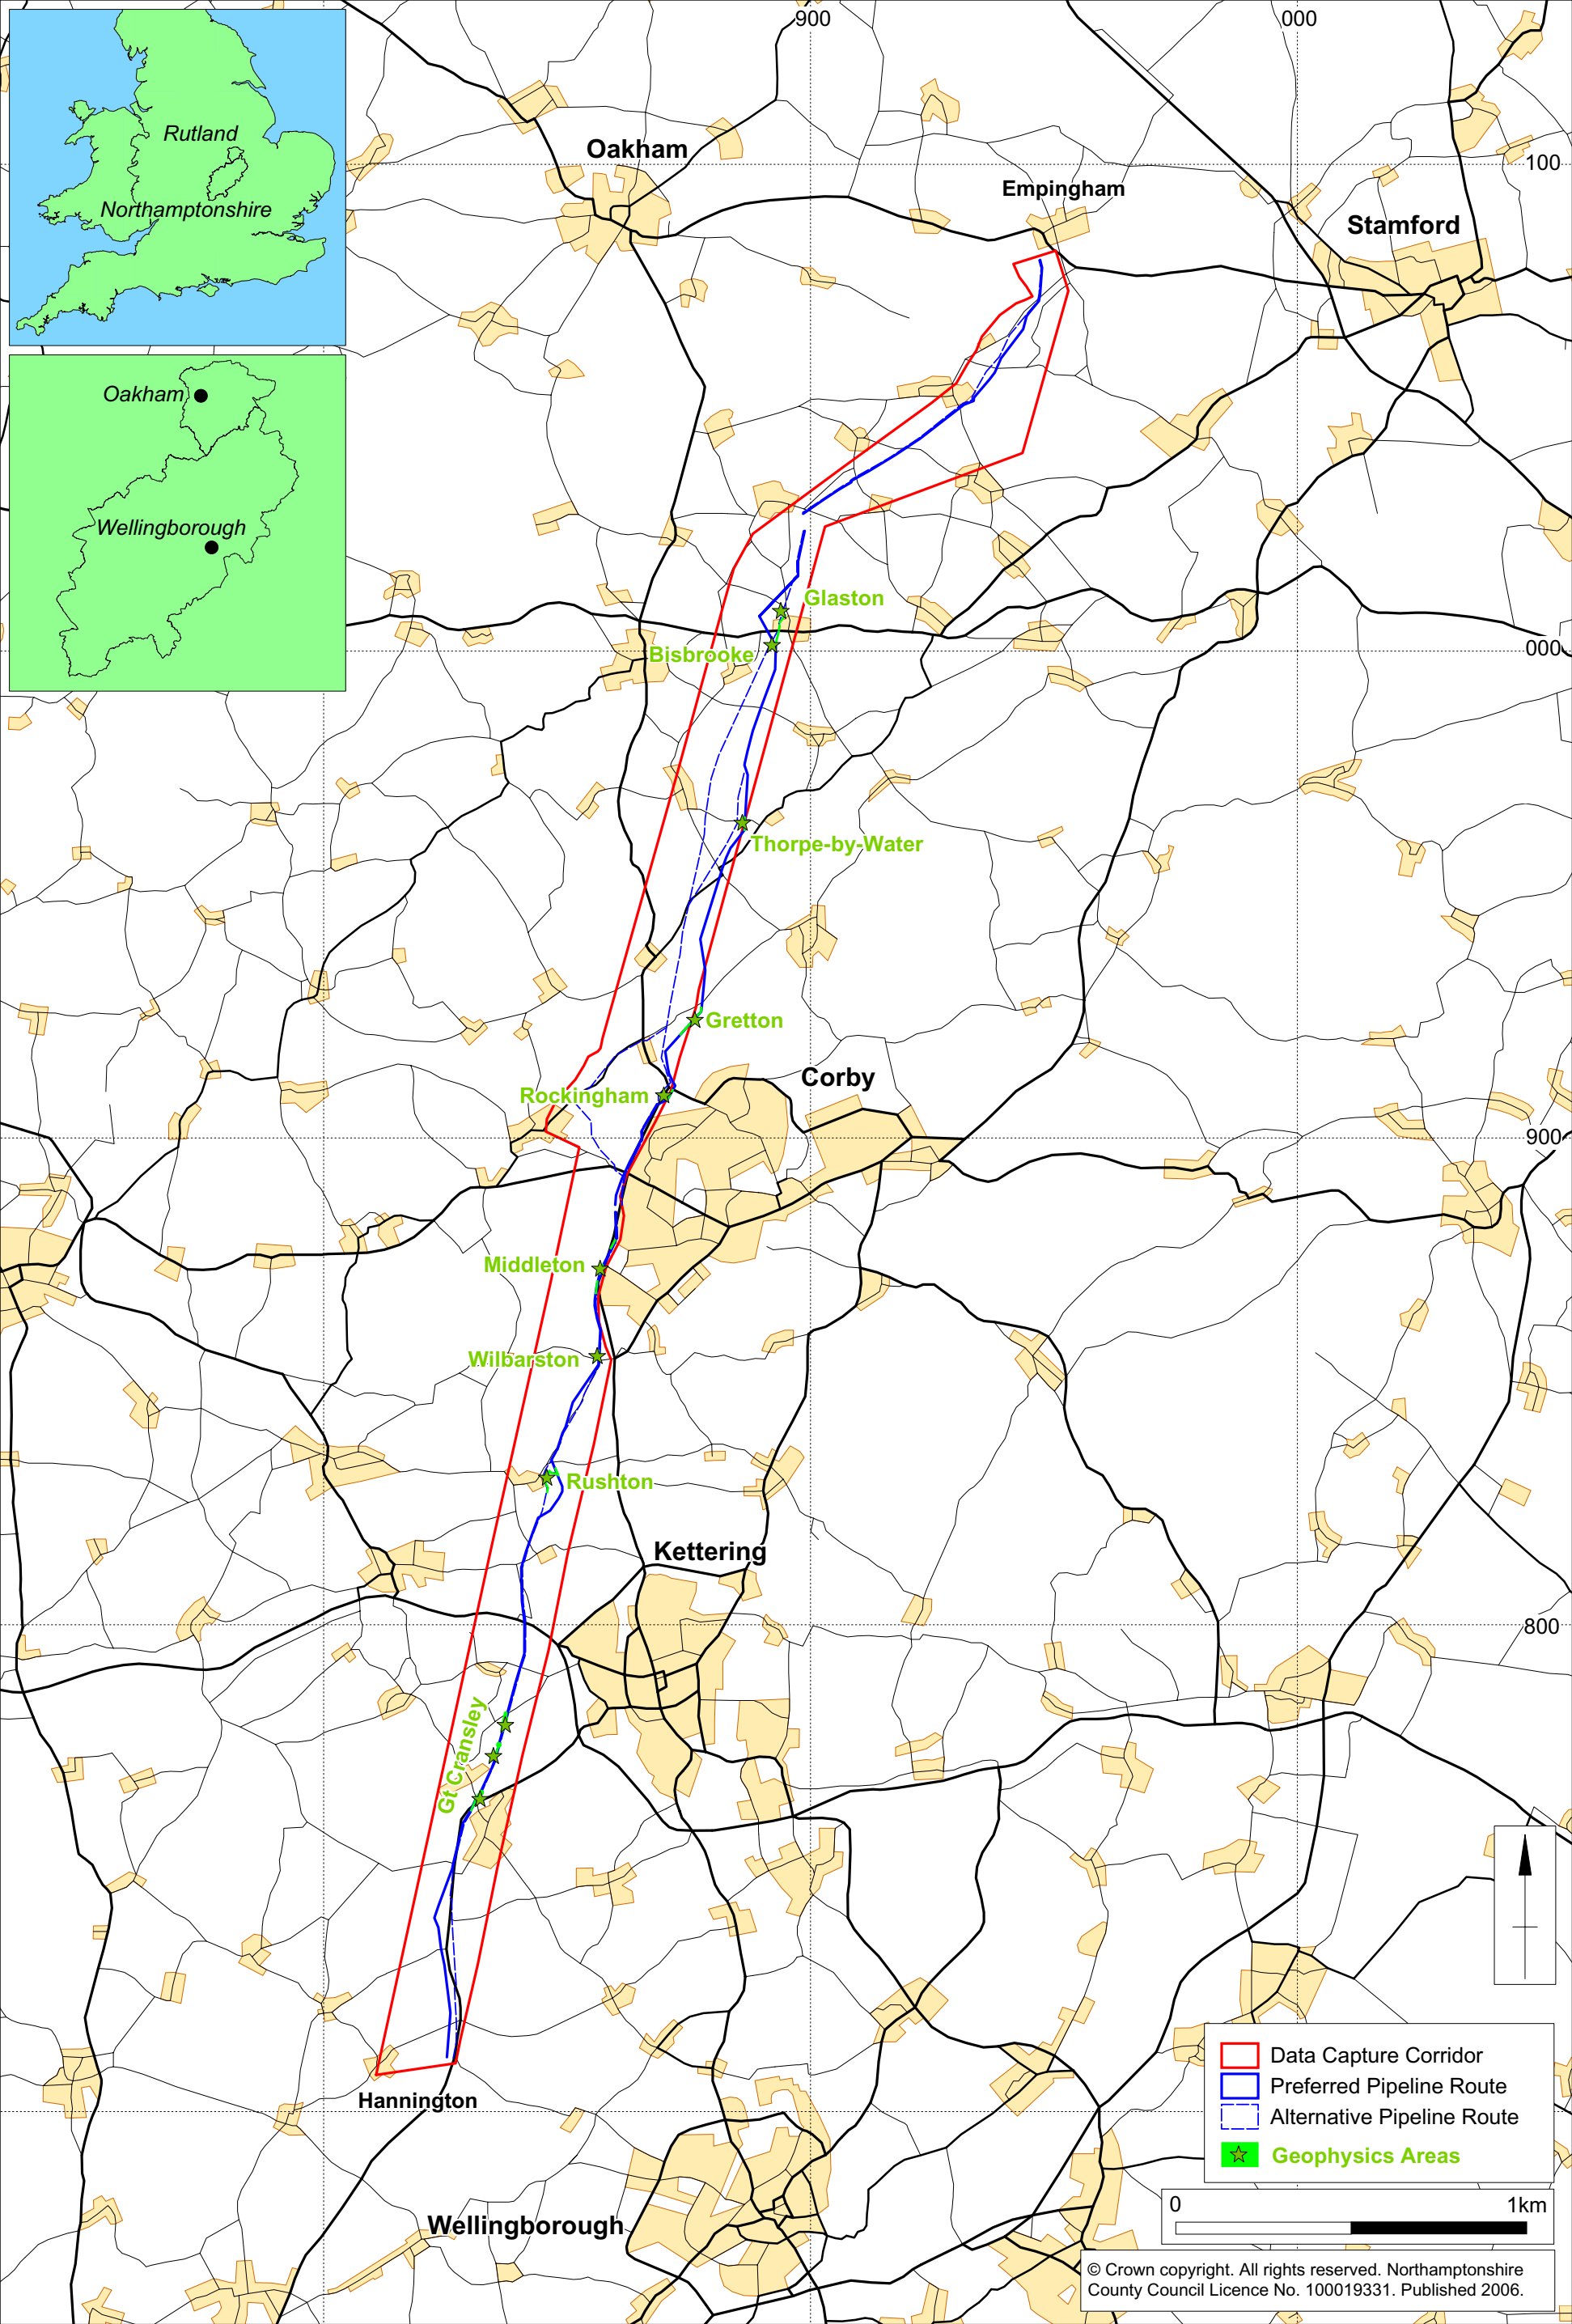 900
000
Rutland
Northamptonshire
Oakham
100
Empingham
Stamford
Oakham
Wellingborough
Glaston
Bisbrooke
000
Thorpe-by-Water
Gretton
Corby
Rockingham
900
Middleton
Wilbarston
Rushton
Kettering
800
Gt Cransley
Hannington
Data Capture Corridor
Preferred Pipeline Route
Alternative Pipeline Route
Geophysics Areas
0 1km
Wellingborough
© Crown copyright. All rights reserved. Northamptonshire
County Council Licence No. 100019331. Published 2006.